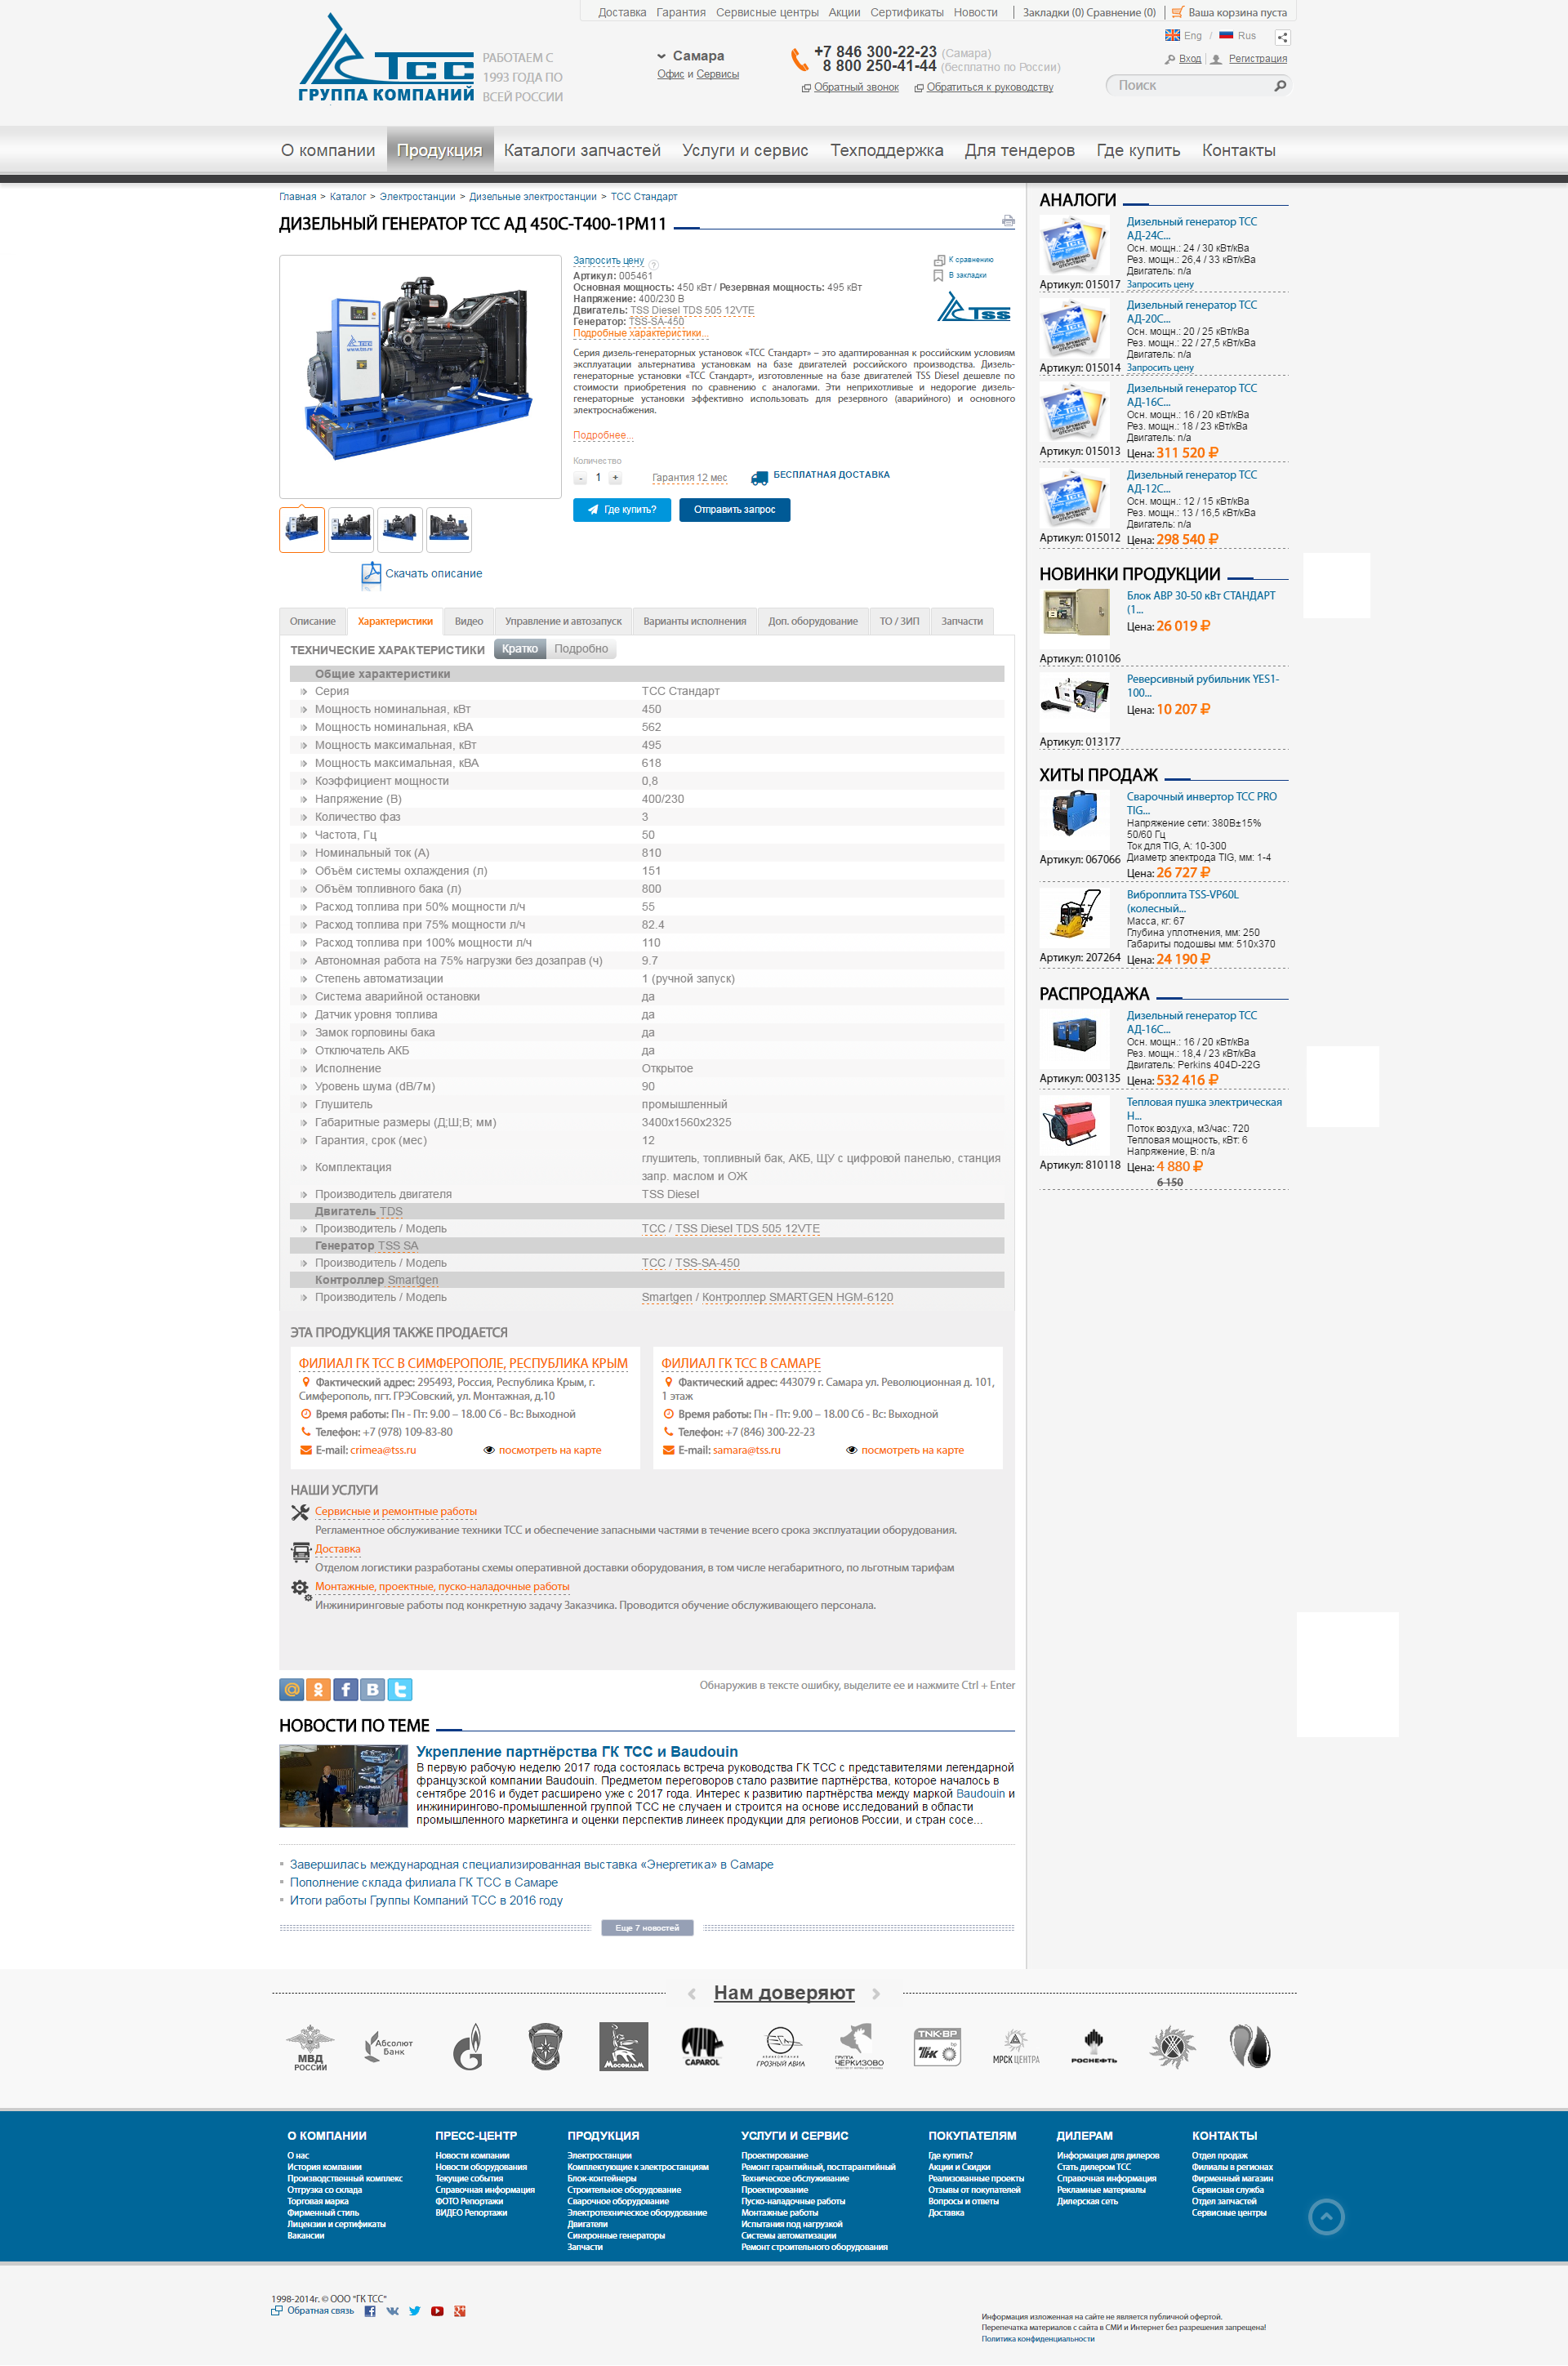 Доставка Гарантия Сервисные центры Акции Сертификаты Новости Закладки (0) Сравнение (0) Ваша корзина пуста
ТСС
ГРУППА КОМПАНИЙ
РАБОТАЕМ С
1993 ГОДА ПО
ВСЕЙ РОССИИ
Самара
Офис и Сервисы
+7 846 300-22-23 (Самара)
8 800 250-41-44 (бесплатно по России)
Обратный звонок Обратиться к руководству
Eng / Rus
Вход Регистрация
Поиск
О компании Продукция Каталоги запчастей Услуги и сервис Техподдержка Для тендеров Где купить Контакты
Главная > Каталог > Электростанции > Дизельные электростанции > ТСС Стандарт
ДИЗЕЛЬНЫЙ ГЕНЕРАТОР ТСС АД 450С-Т400-1РМ11
Запросить цену ?
Артикул: 005461
Основная мощность: 450 кВт / Резервная мощность: 495 кВт
Напряжение: 400/230 В
Двигатель: TSS Diesel TDS 505 12VTE
Генератор: TSS-SA-450
Подробные характеристики...
К сравнению
В закладки
Tss
Серия дизель-генераторных установок «ТСС Стандарт» – это адаптированная к российским условиям
эксплуатации альтернатива установкам на базе двигателей российского производства. Дизель-
генераторные установки «ТСС Стандарт», изготовленные на базе двигателей TSS Diesel дешевле по
стоимости приобретения по сравнению с аналогами. Эти неприхотливые и недорогие дизель-
генераторные установки эффективно использовать для резервного (аварийного) и основного
электроснабжения.
Подробнее...
Количество
- 1 + Гарантия 12 мес БЕСПЛАТНАЯ ДОСТАВКА
Где купить? Отправить запрос
Скачать описание
Описание Характеристики Видео Управление и автозапуск Варианты исполнения Доп. оборудование ТО / ЗИП Запчасти
ТЕХНИЧЕСКИЕ ХАРАКТЕРИСТИКИ Кратко Подробно
Общие характеристики
Серия ТСС Стандарт
Мощность номинальная, кВт 450
Мощность номинальная, кВА 562
Мощность максимальная, кВт 495
Мощность максимальная, кВА 618
Коэффициент мощности 0,8
Напряжение (В) 400/230
Количество фаз 3
Частота, Гц 50
Номинальный ток (А) 810
Объём системы охлаждения (л) 151
Объём топливного бака (л) 800
Расход топлива при 50% мощности л/ч 55
Расход топлива при 75% мощности л/ч 82.4
Расход топлива при 100% мощности л/ч 110
Автономная работа на 75% нагрузки без дозаправ (ч) 9.7
Степень автоматизации 1 (ручной запуск)
Система аварийной остановки да
Датчик уровня топлива да
Замок горловины бака да
Отключатель АКБ да
Исполнение Открытое
Уровень шума (dB/7м) 90
Глушитель промышленный
Габаритные размеры (Д;Ш;В; мм) 3400х1560х2325
Гарантия, срок (мес) 12
Комплектация глушитель, топливный бак, АКБ, ЩУ с цифровой панелью, станция
запр. маслом и ОЖ
Производитель двигателя TSS Diesel
Двигатель TDS
Производитель / Модель ТСС / TSS Diesel TDS 505 12VTE
Генератор TSS SA
Производитель / Модель ТСС / TSS-SA-450
Контроллер Smartgen
Производитель / Модель Smartgen / Контроллер SMARTGEN HGM-6120
ЭТА ПРОДУКЦИЯ ТАКЖЕ ПРОДАЕТСЯ
ФИЛИАЛ ГК ТСС В СИМФЕРОПОЛЕ, РЕСПУБЛИКА КРЫМ
Фактический адрес: 295493, Россия, Республика Крым, г.
Симферополь, пгт. ГРЭСовский, ул. Монтажная, д.10
Время работы: Пн - Пт: 9.00 – 18.00 Сб - Вс: Выходной
Телефон: +7 (978) 109-83-80
E-mail: crimea@tss.ru посмотреть на карте
ФИЛИАЛ ГК ТСС В САМАРЕ
Фактический адрес: 443079 г. Самара ул. Революционная д. 101,
1 этаж
Время работы: Пн - Пт: 9.00 – 18.00 Сб - Вс: Выходной
Телефон: +7 (846) 300-22-23
E-mail: samara@tss.ru посмотреть на карте
НАШИ УСЛУГИ
Сервисные и ремонтные работы
Регламентное обслуживание техники ТСС и обеспечение запасными частями в течение всего срока эксплуатации оборудования.
Доставка
Отделом логистики разработаны схемы оперативной доставки оборудования, в том числе негабаритного, по льготным тарифам
Монтажные, проектные, пуско-наладочные работы
Инжиниринговые работы под конкретную задачу Заказчика. Проводится обучение обслуживающего персонала.
Обнаружив в тексте ошибку, выделите ее и нажмите Ctrl + Enter
НОВОСТИ ПО ТЕМЕ
Укрепление партнёрства ГК ТСС и Baudouin
В первую рабочую неделю 2017 года состоялась встреча руководства ГК ТСС с представителями легендарной
французской компании Baudouin. Предметом переговоров стало развитие партнёрства, которое началось в
сентябре 2016 и будет расширено уже с 2017 года. Интерес к развитию партнёрства между маркой Baudouin и
инжинирингово-промышленной группой ТСС не случаен и строится на основе исследований в области
промышленного маркетинга и оценки перспектив линеек продукции для регионов России, и стран сосе...
Завершилась международная специализированная выставка «Энергетика» в Самаре
Пополнение склада филиала ГК ТСС в Самаре
Итоги работы Группы Компаний ТСС в 2016 году
Еще 7 новостей
АНАЛОГИ
Дизельный генератор ТСС
АД-24С...
Осн. мощн.: 24 / 30 кВт/кВа
Рез. мощн.: 26,4 / 33 кВт/кВа
Двигатель: n/a
Артикул: 015017 Запросить цену
Дизельный генератор ТСС
АД-20С...
Осн. мощн.: 20 / 25 кВт/кВа
Рез. мощн.: 22 / 27,5 кВт/кВа
Двигатель: n/a
Артикул: 015014 Запросить цену
Дизельный генератор ТСС
АД-16С...
Осн. мощн.: 16 / 20 кВт/кВа
Рез. мощн.: 18 / 23 кВт/кВа
Двигатель: n/a
Артикул: 015013 Цена: 311 520 ₽
Дизельный генератор ТСС
АД-12С...
Осн. мощн.: 12 / 15 кВт/кВа
Рез. мощн.: 13 / 16,5 кВт/кВа
Двигатель: n/a
Артикул: 015012 Цена: 298 540 ₽
НОВИНКИ ПРОДУКЦИИ
Блок АВР 30-50 кВт СТАНДАРТ
(1...
Цена: 26 019 ₽
Артикул: 010106
Реверсивный рубильник YES1-
100...
Цена: 10 207 ₽
Артикул: 013177
ХИТЫ ПРОДАЖ
Сварочный инвертор ТСС PRO
TIG...
Напряжение сети: 380В±15%
50/60 Гц
Ток для TIG, А: 10-300
Диаметр электрода TIG, мм: 1-4
Артикул: 067066 Цена: 26 727 ₽
Виброплита TSS-VP60L
(колесный...
Масса, кг: 67
Глубина уплотнения, мм: 250
Габариты подошвы мм: 510х370
Артикул: 207264 Цена: 24 190 ₽
РАСПРОДАЖА
Дизельный генератор ТСС
АД-16С...
Осн. мощн.: 16 / 20 кВт/кВа
Рез. мощн.: 18,4 / 23 кВт/кВа
Двигатель: Perkins 404D-22G
Артикул: 003135 Цена: 532 416 ₽
Тепловая пушка электрическая
Н...
Поток воздуха, м3/час: 720
Тепловая мощность, кВт: 6
Напряжение, В: n/a
Артикул: 810118 Цена: 4 880 ₽
6 150
Нам доверяют
МВД РОССИИ
Абсолют Банк
Мосфильм
CAPAROL
ГРОЗНЫЙ АВИА
ГРУППА ЧЕРКИЗОВО
TNK-BP ТНК
МРСК ЦЕНТРА
РОСНЕФТЬ
О КОМПАНИИ
О нас
История компании
Производственный комплекс
Отгрузка со склада
Торговая марка
Фирменный стиль
Лицензии и сертификаты
Вакансии
ПРЕСС-ЦЕНТР
Новости компании
Новости оборудования
Текущие события
Справочная информация
ФОТО Репортажи
ВИДЕО Репортажи
ПРОДУКЦИЯ
Электростанции
Комплектующие к электростанциям
Блок-контейнеры
Строительное оборудование
Сварочное оборудование
Электротехническое оборудование
Двигатели
Синхронные генераторы
Запчасти
УСЛУГИ И СЕРВИС
Проектирование
Ремонт гарантийный, постгарантийный
Техническое обслуживание
Проектирование
Пуско-наладочные работы
Монтажные работы
Испытания под нагрузкой
Системы автоматизации
Ремонт строительного оборудования
ПОКУПАТЕЛЯМ
Где купить?
Акции и Скидки
Реализованные проекты
Отзывы от покупателей
Вопросы и ответы
Доставка
ДИЛЕРАМ
Информация для дилеров
Стать дилером ТСС
Справочная информация
Рекламные материалы
Дилерская сеть
КОНТАКТЫ
Отдел продаж
Филиалы в регионах
Фирменный магазин
Сервисная служба
Отдел запчастей
Сервисные центры
1998-2014г. © ООО "ГК ТСС"
Обратная связь
Информация изложенная на сайте не является публичной офертой.
Перепечатка материалов с сайта в СМИ и Интернет без разрешения запрещена!
Политика конфиденциальности